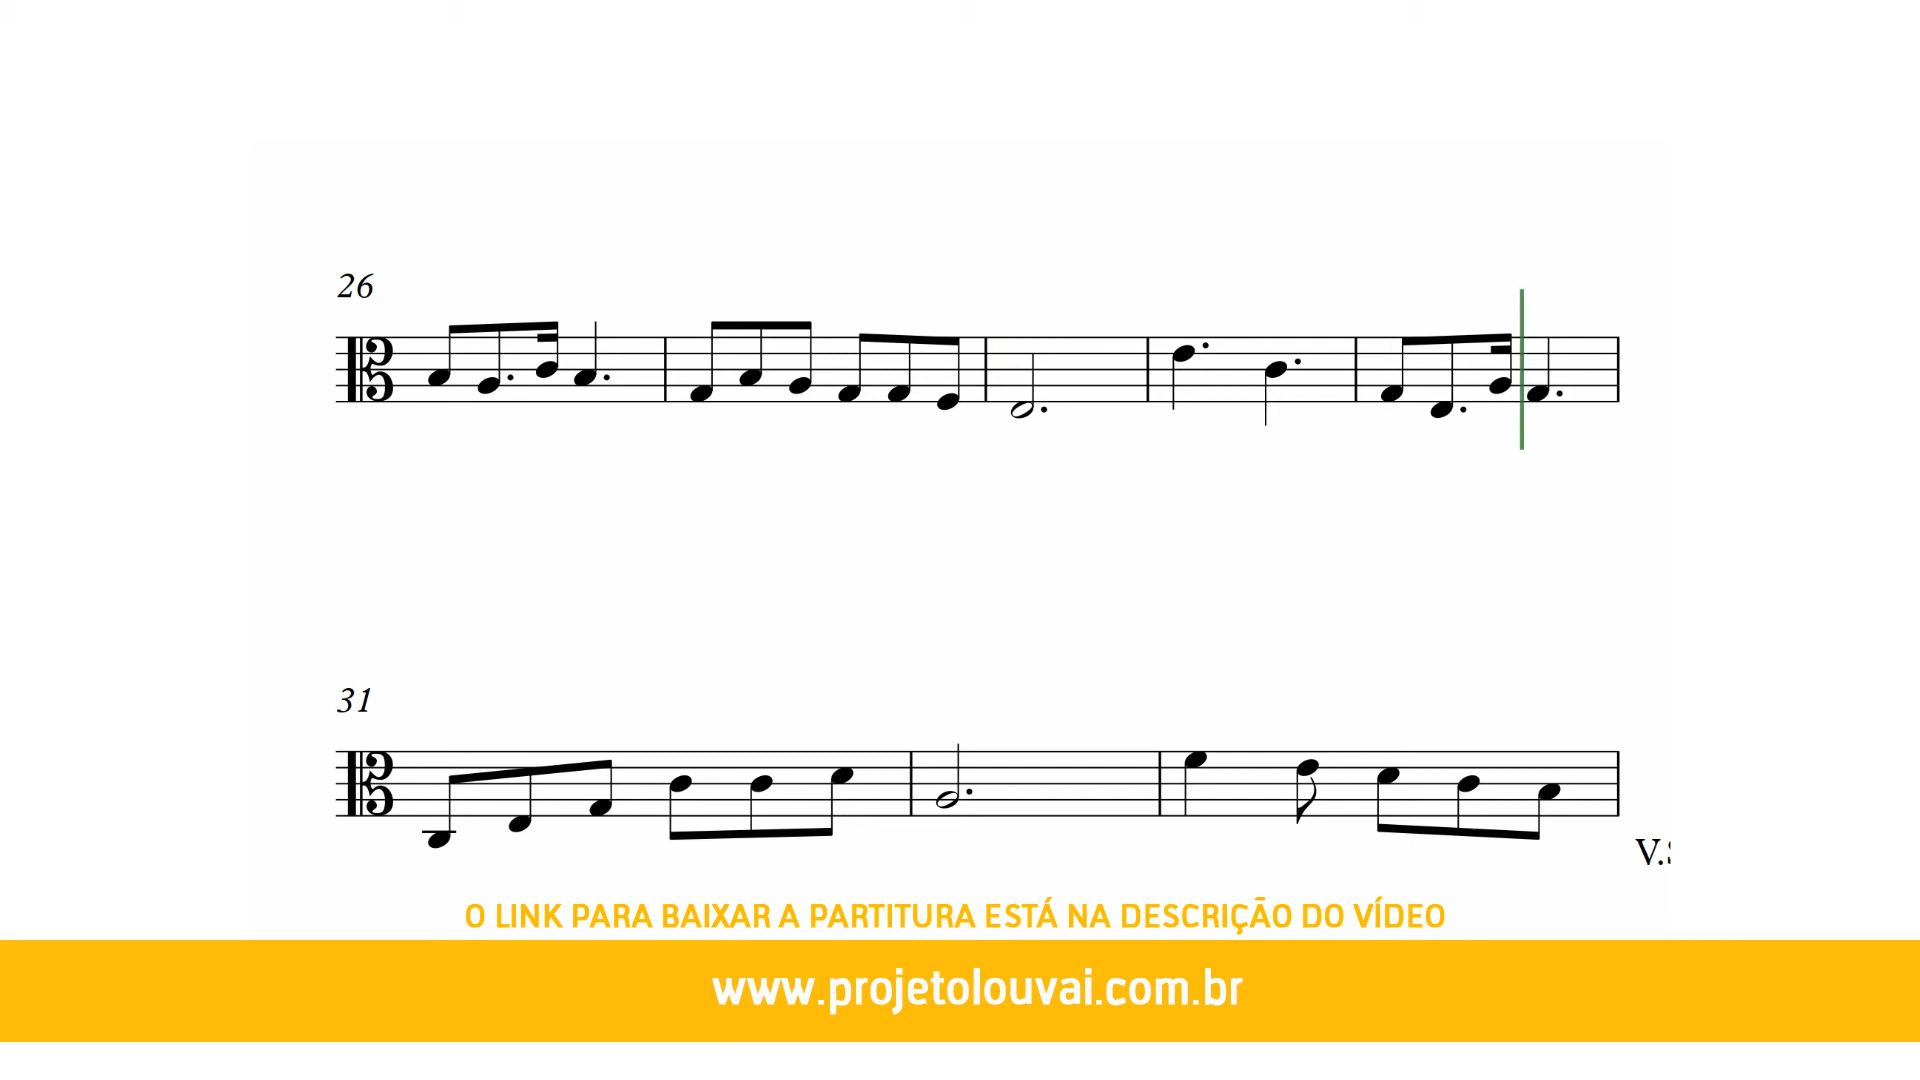 26
31
O LINK PARA BAIXAR A PARTITURA ESTÁ NA DESCRIÇÃO DO VÍDEO
www.projetolouvai.com.br